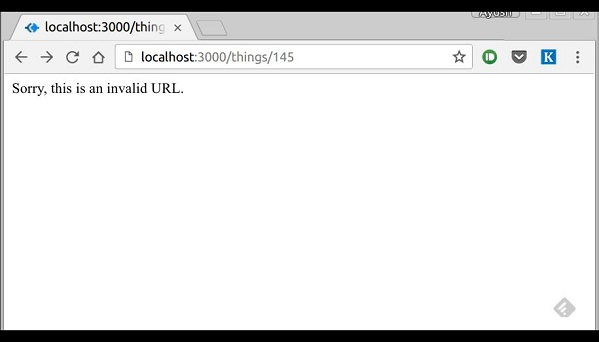 Ayush
localhost:3000/thing
localhost:3000/things/145
K
Sorry, this is an invalid URL.